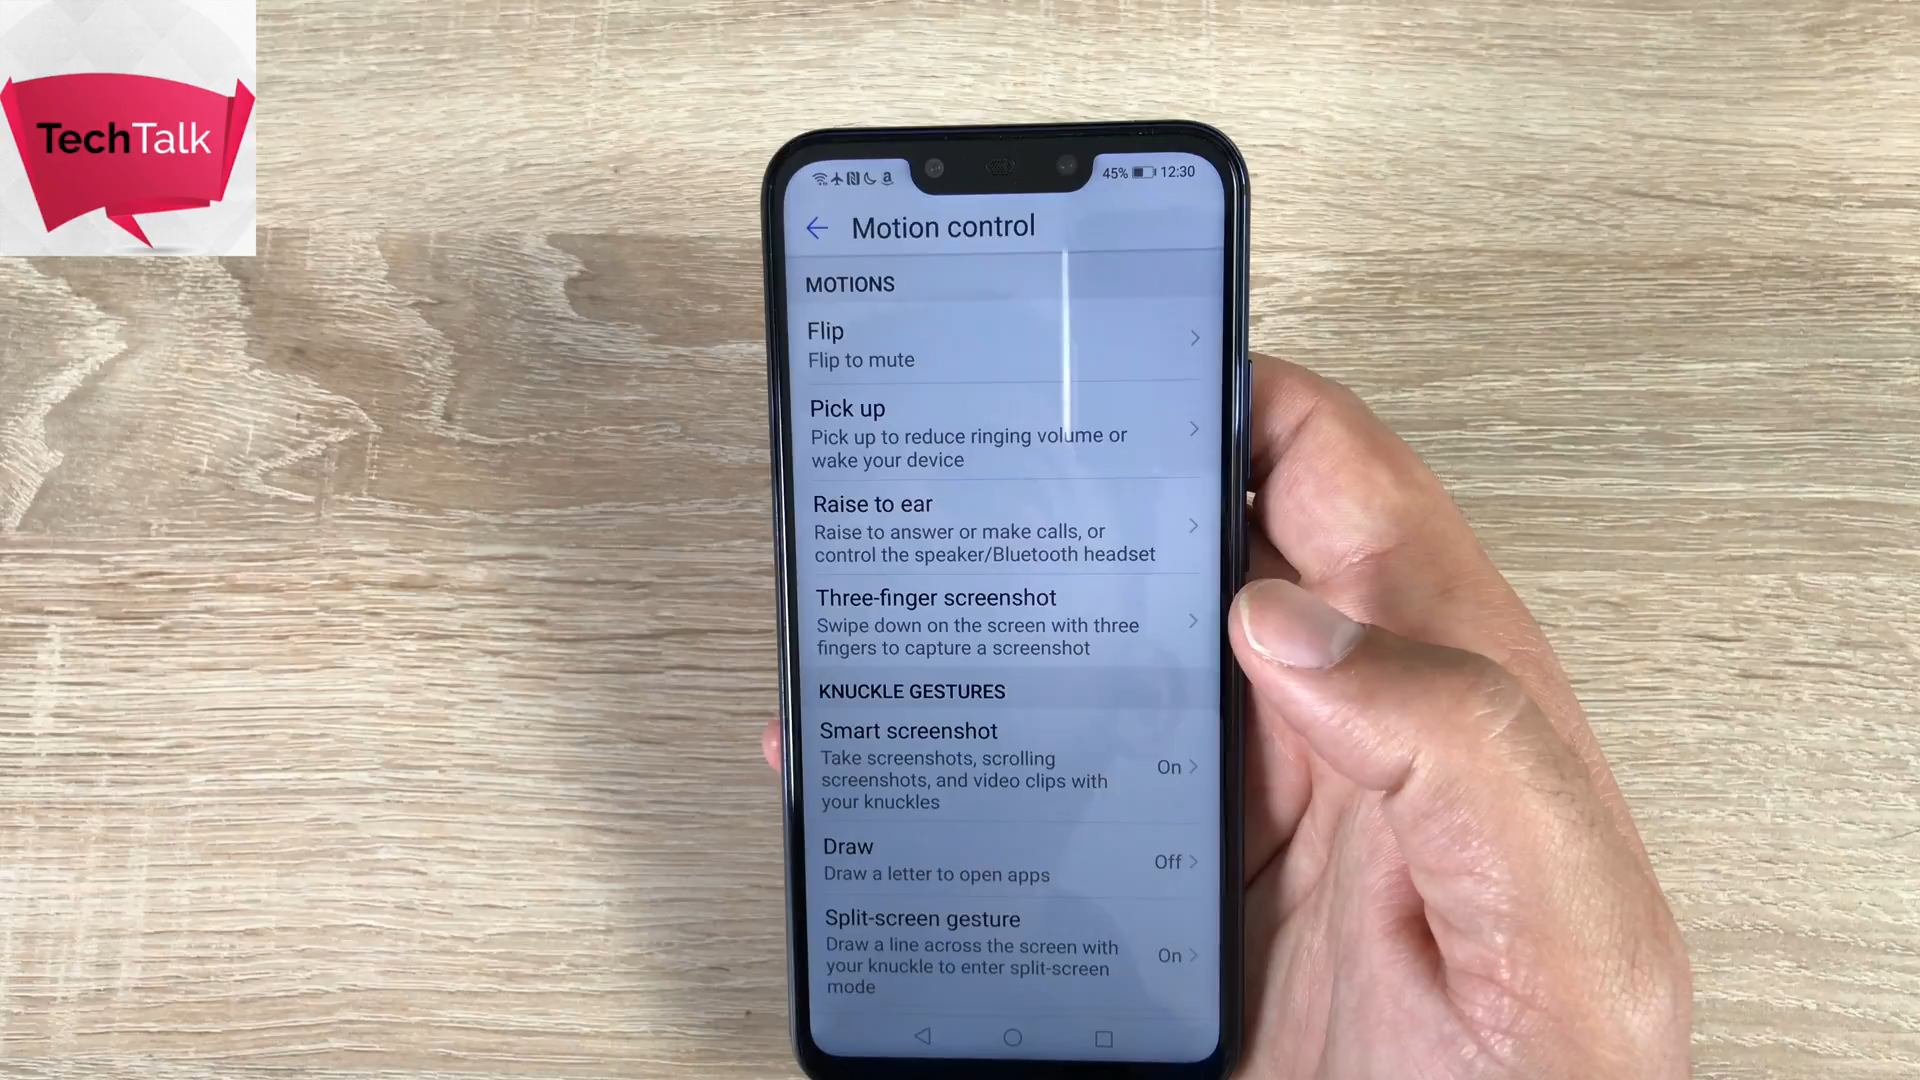 TechTalk
45% 12:30
Motion control
MOTIONS
Flip
Flip to mute
Pick up
Pick up to reduce ringing volume or
wake your device
Raise to ear
Raise to answer or make calls, or
control the speaker/Bluetooth headset
Three-finger screenshot
Swipe down on the screen with three
fingers to capture a screenshot
KNUCKLE GESTURES
Smart screenshot
Take screenshots, scrolling
screenshots, and video clips with
your knuckles
On
Draw
Draw a letter to open apps
Off
Split-screen gesture
Draw a line across the screen with
your knuckle to enter split-screen
mode
On